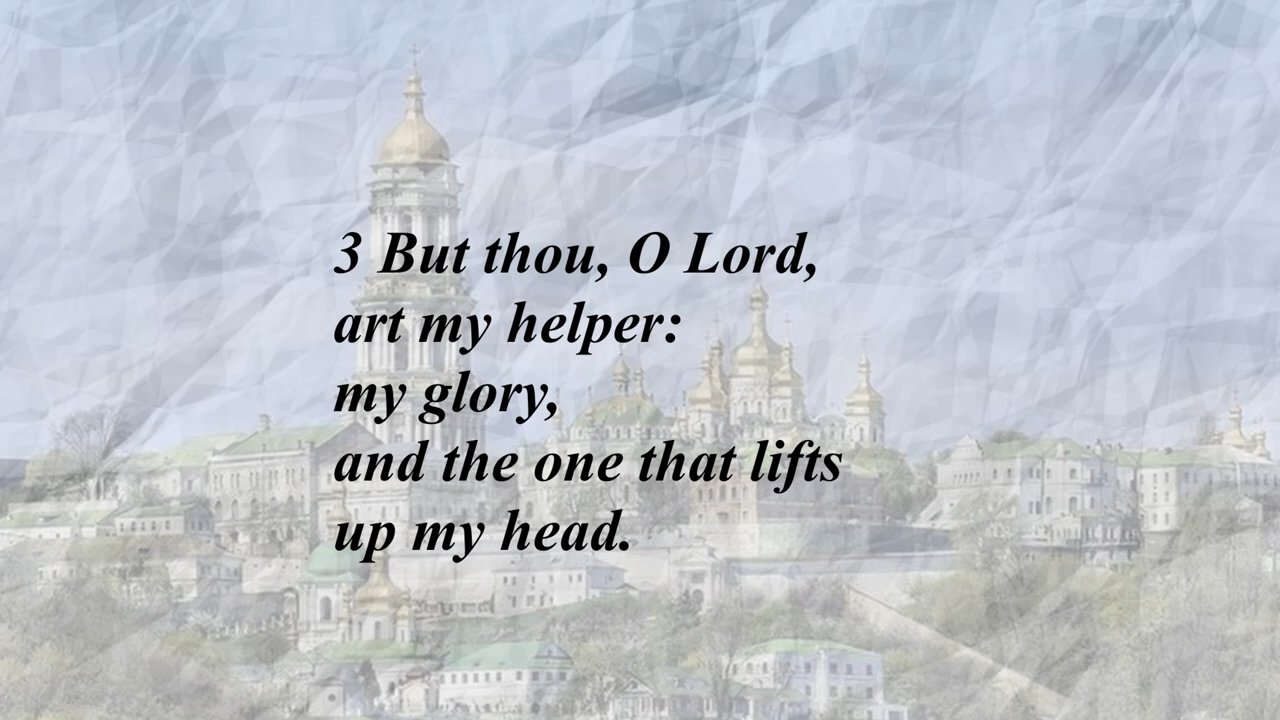 3 But thou, O Lord,
art my helper:
my glory,
and the one that lifts
up my head.